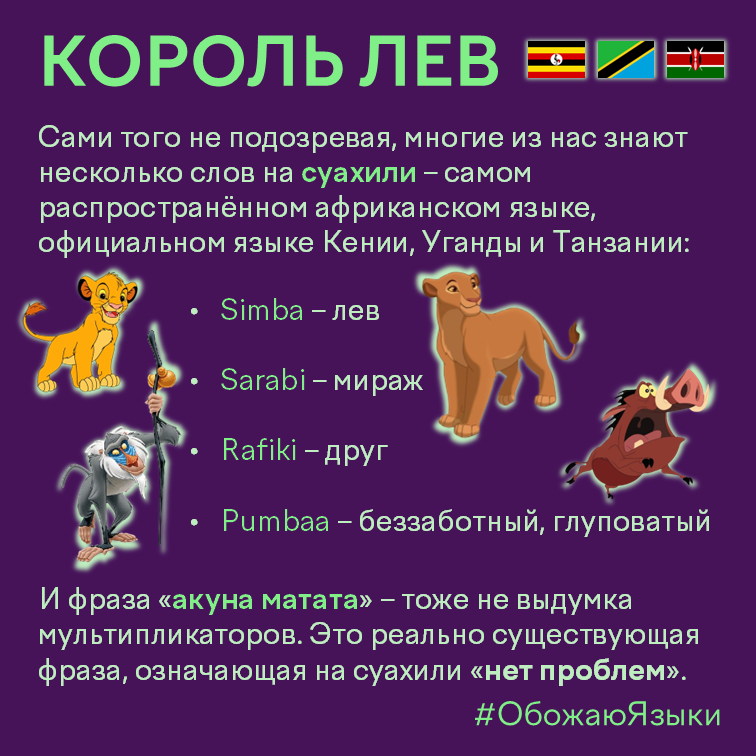 КОРОЛЬ ЛЕВ
Сами того не подозревая, многие из нас знают
несколько слов на суахили – самом
распространённом африканском языке,
официальном языке Кении, Уганды и Танзании:
• Simba – лев
• Sarabi – мираж
• Rafiki – друг
• Pumbaa – беззаботный, глуповатый
И фраза «акуна матата» – тоже не выдумка
мультипликаторов. Это реально существующая
фраза, означающая на суахили «нет проблем».
#ОбожаюЯзыки